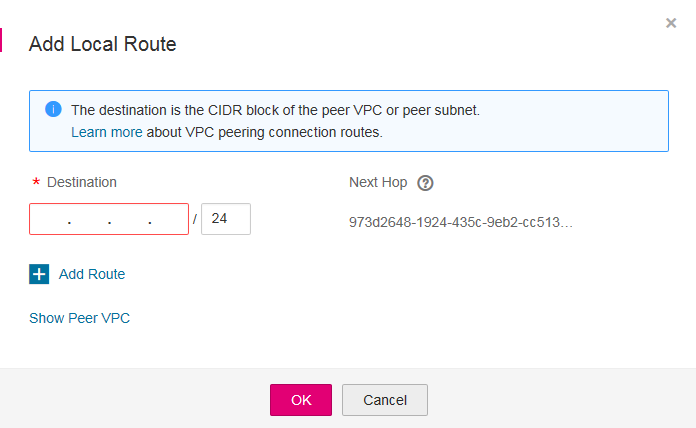 ×
Add Local Route
i The destination is the CIDR block of the peer VPC or peer subnet.
Learn more about VPC peering connection routes.
* Destination
Next Hop ?
. . . / 24
973d2648-1924-435c-9eb2-cc513...
+ Add Route
Show Peer VPC
OK Cancel